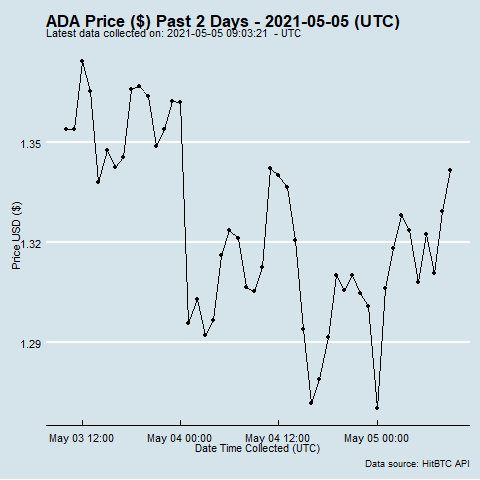 ADA Price ($) Past 2 Days - 2021-05-05 (UTC)
Latest data collected on: 2021-05-05 09:03:21 - UTC
1.35
1.32
1.29
Price USD ($)
May 03 12:00
May 04 00:00
May 04 12:00
May 05 00:00
Date Time Collected (UTC)
Data source: HitBTC API